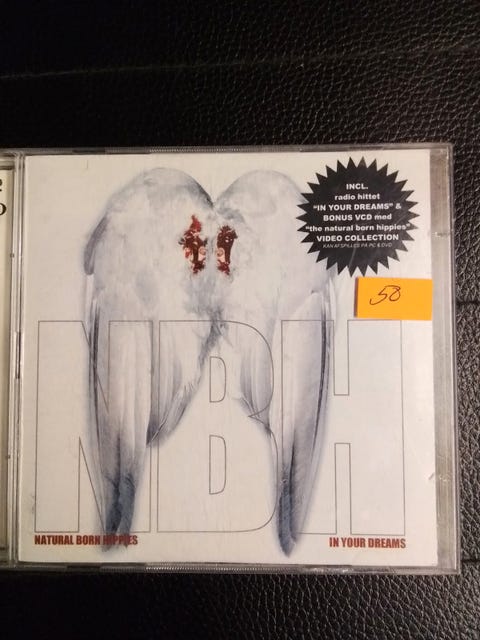 INCL.
radio hittet
"IN YOUR DREAMS" &
BONUS VCD med
"the natural born hippies"
VIDEO COLLECTION
KAN AFSPILLES PÅ PC & DVD
50
NBH
NATURAL BORN HIPPIES
IN YOUR DREAMS